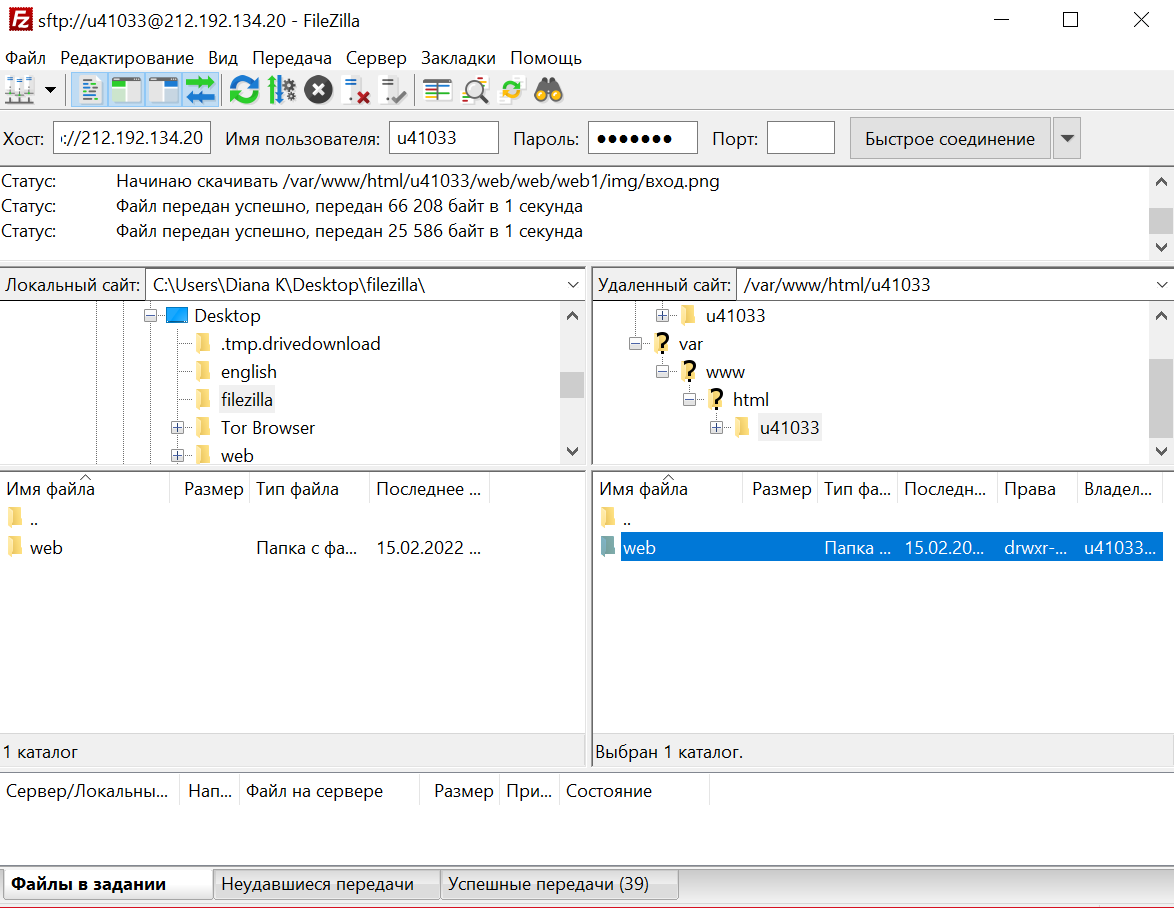 sftp://u41033@212.192.134.20 - FileZilla
Файл Редактирование Вид Передача Сервер Закладки Помощь
Хост: ://212.192.134.20 Имя пользователя: u41033 Пароль: ●●●●●●● Порт: Быстрое соединение
Статус: Начинаю скачивать /var/www/html/u41033/web/web/web1/img/вход.png
Статус: Файл передан успешно, передан 66 208 байт в 1 секунда
Статус: Файл передан успешно, передан 25 586 байт в 1 секунда
Локальный сайт: C:\Users\Diana K\Desktop\filezilla\
Desktop
.tmp.drivedownload
english
filezilla
Tor Browser
web
Удаленный сайт: /var/www/html/u41033
u41033
? var
? www
? html
u41033
Имя файла Размер Тип файла Последнее ...
..
web Папка с фа... 15.02.2022 ...
1 каталог
Имя файла Размер Тип фа... Последн... Права Владел...
..
web Папка ... 15.02.20... drwxr-... u41033...
Выбран 1 каталог.
Сервер/Локальны... Нап... Файл на сервере Размер При... Состояние
Файлы в задании Неудавшиеся передачи Успешные передачи (39)